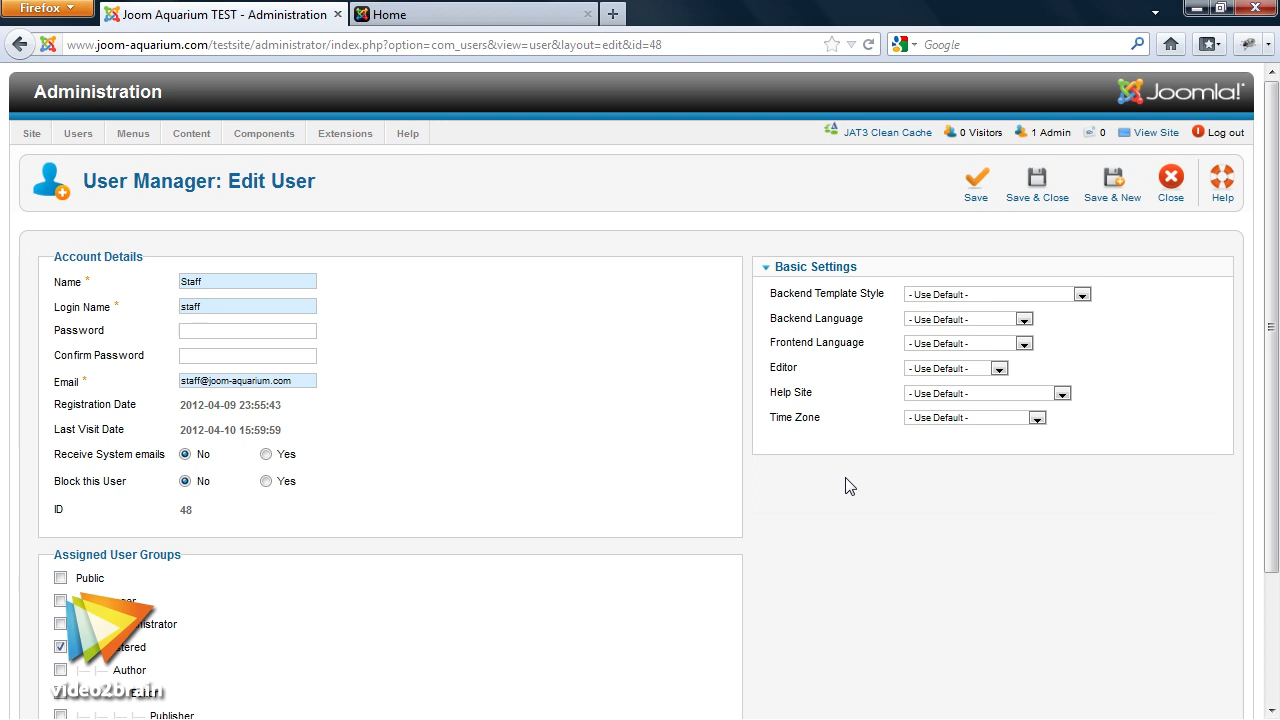 Firefox
Joom Aquarium TEST - Administration
Home
www.joom-aquarium.com/testsite/administrator/index.php?option=com_users&view=user&layout=edit&id=48
Google
Administration
Joomla!
Site Users Menus Content Components Extensions Help
JAT3 Clean Cache 0 Visitors 1 Admin 0 View Site Log out
User Manager: Edit User
Save Save & Close Save & New Close Help
Account Details
Name * Staff
Login Name * staff
Password
Confirm Password
Email * staff@joom-aquarium.com
Registration Date 2012-04-09 23:55:43
Last Visit Date 2012-04-10 15:59:59
Receive System emails No Yes
Block this User No Yes
ID 48
Basic Settings
Backend Template Style - Use Default -
Backend Language - Use Default -
Frontend Language - Use Default -
Editor - Use Default -
Help Site - Use Default -
Time Zone - Use Default -
Assigned User Groups
Public
Author
Publisher
video2brain